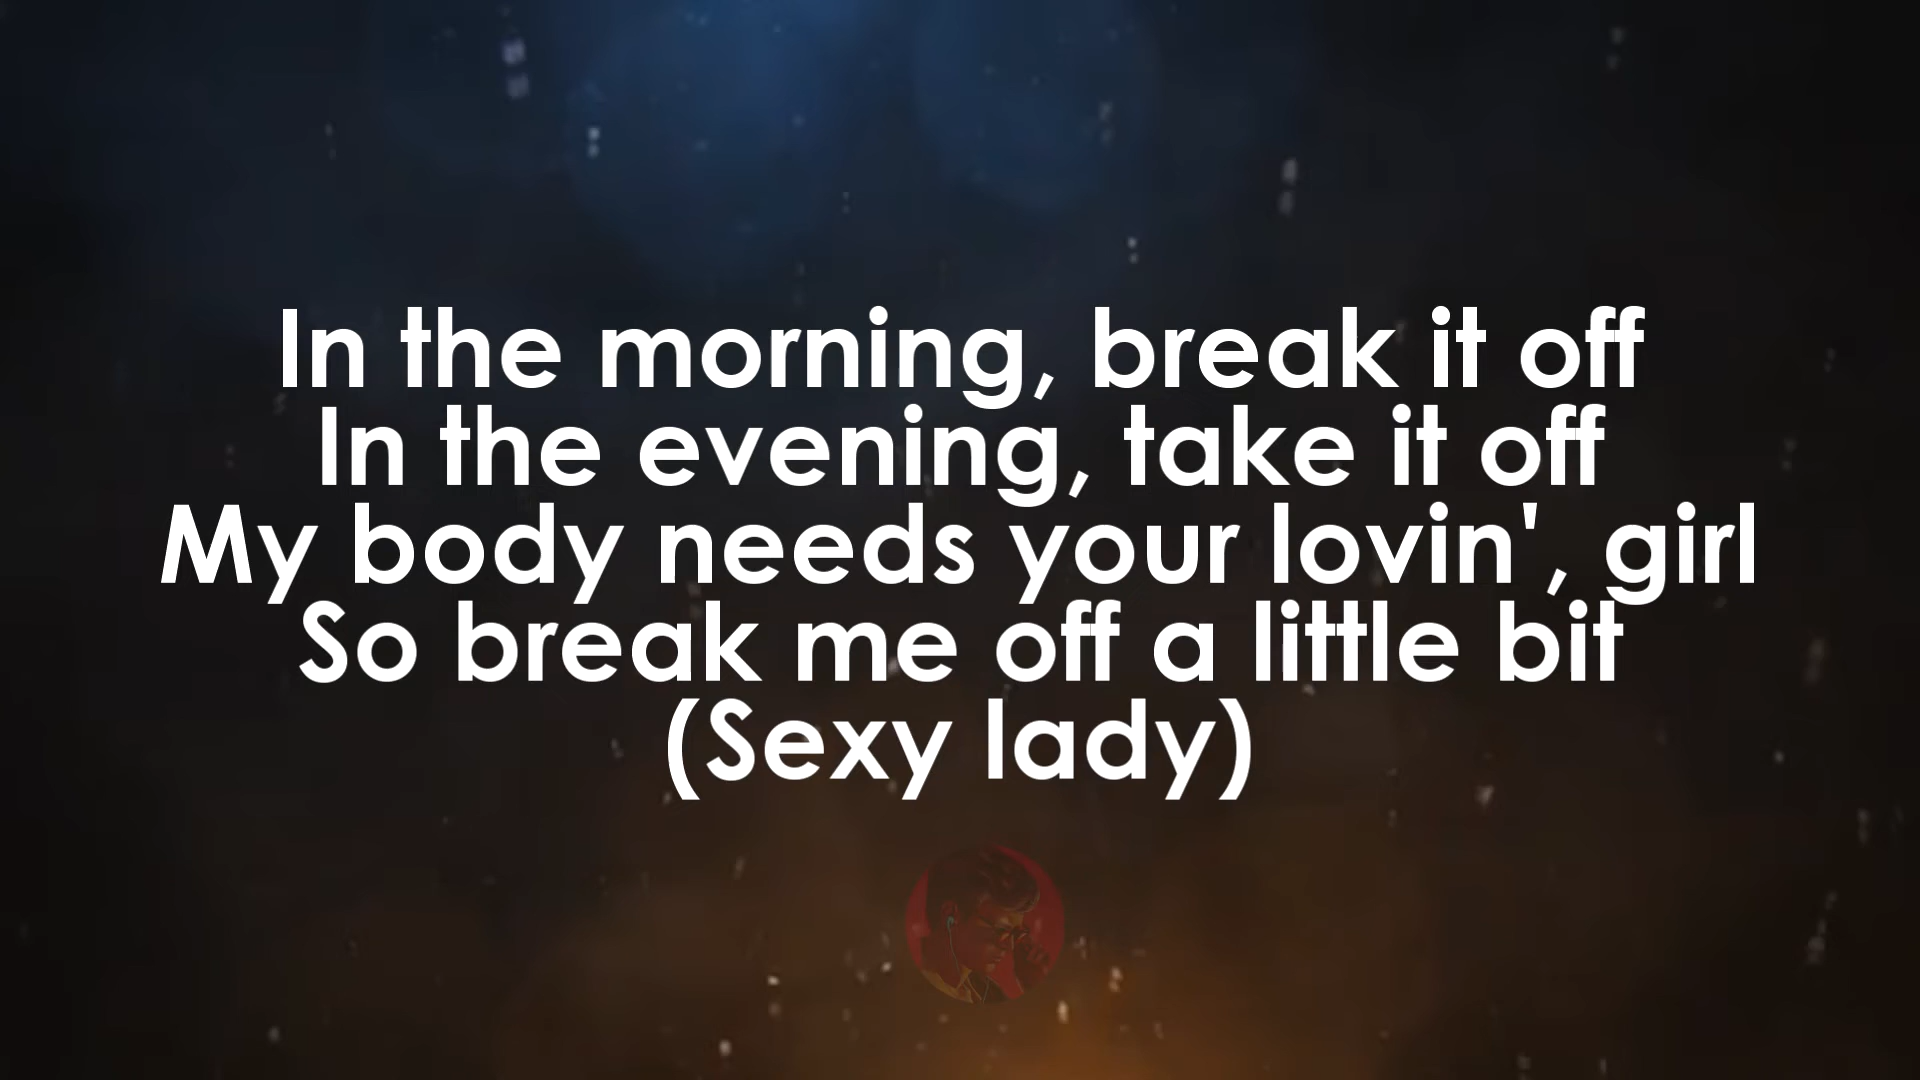 In the morning, break it off
In the evening, take it off
My body needs your lovin', girl
So break me off a little bit
(Sexy lady)